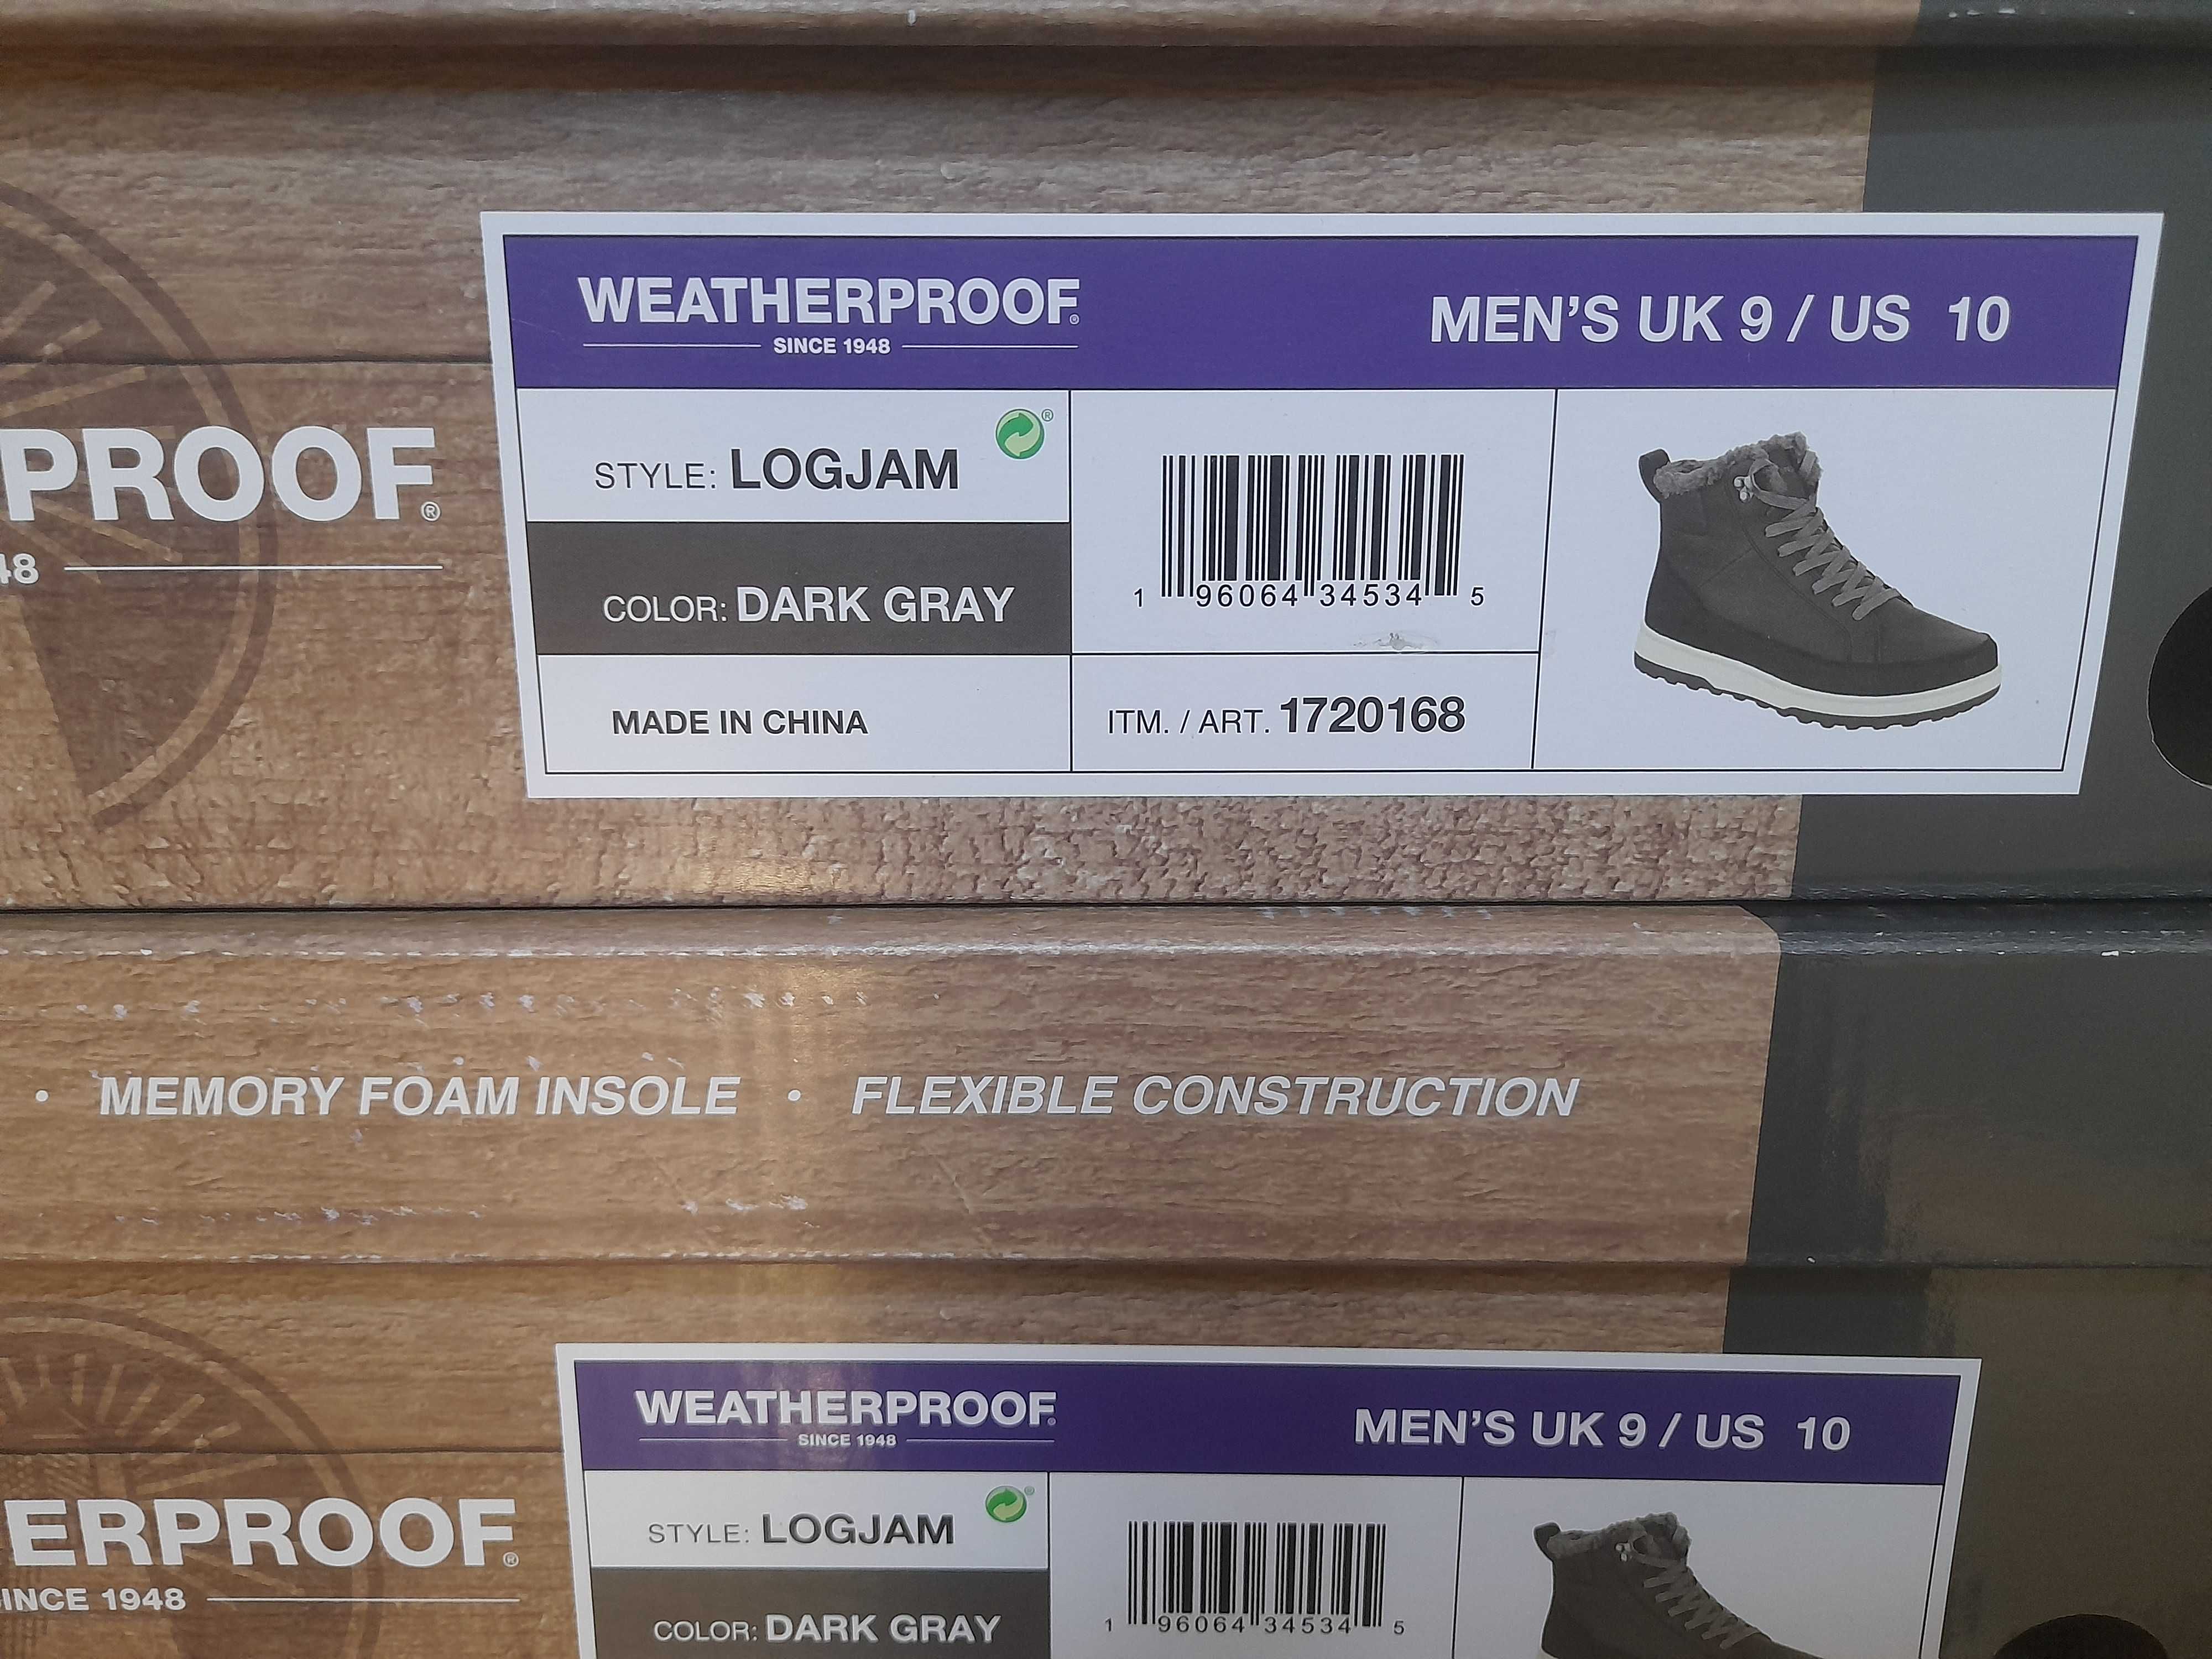 WEATHERPROOF®
SINCE 1948
MEN'S UK 9 / US 10
PROOF®
48
STYLE: LOGJAM
®
COLOR: DARK GRAY
MADE IN CHINA
1 96064 34534 5
ITM. / ART. 1720168
• MEMORY FOAM INSOLE • FLEXIBLE CONSTRUCTION
WEATHERPROOF®
SINCE 1948
MEN'S UK 9 / US 10
ERPROOF®
SINCE 1948
STYLE: LOGJAM
®
COLOR: DARK GRAY
1 96064 34534 5